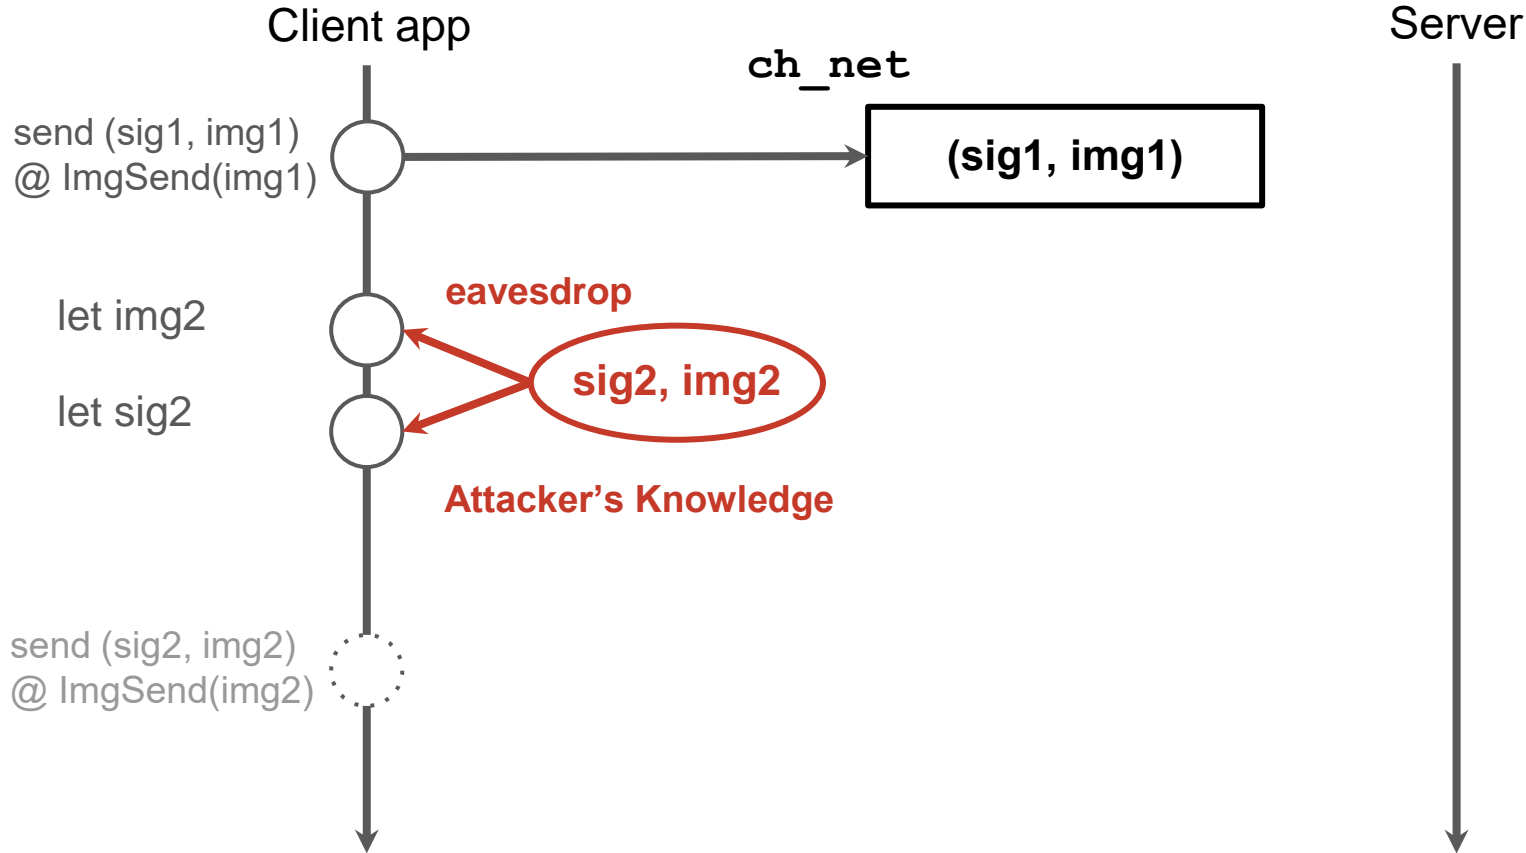 Client app
Server
ch_net
send (sig1, img1)
@ ImgSend(img1)
(sig1, img1)
let img2
eavesdrop
sig2, img2
let sig2
Attacker’s Knowledge
send (sig2, img2)
@ ImgSend(img2)